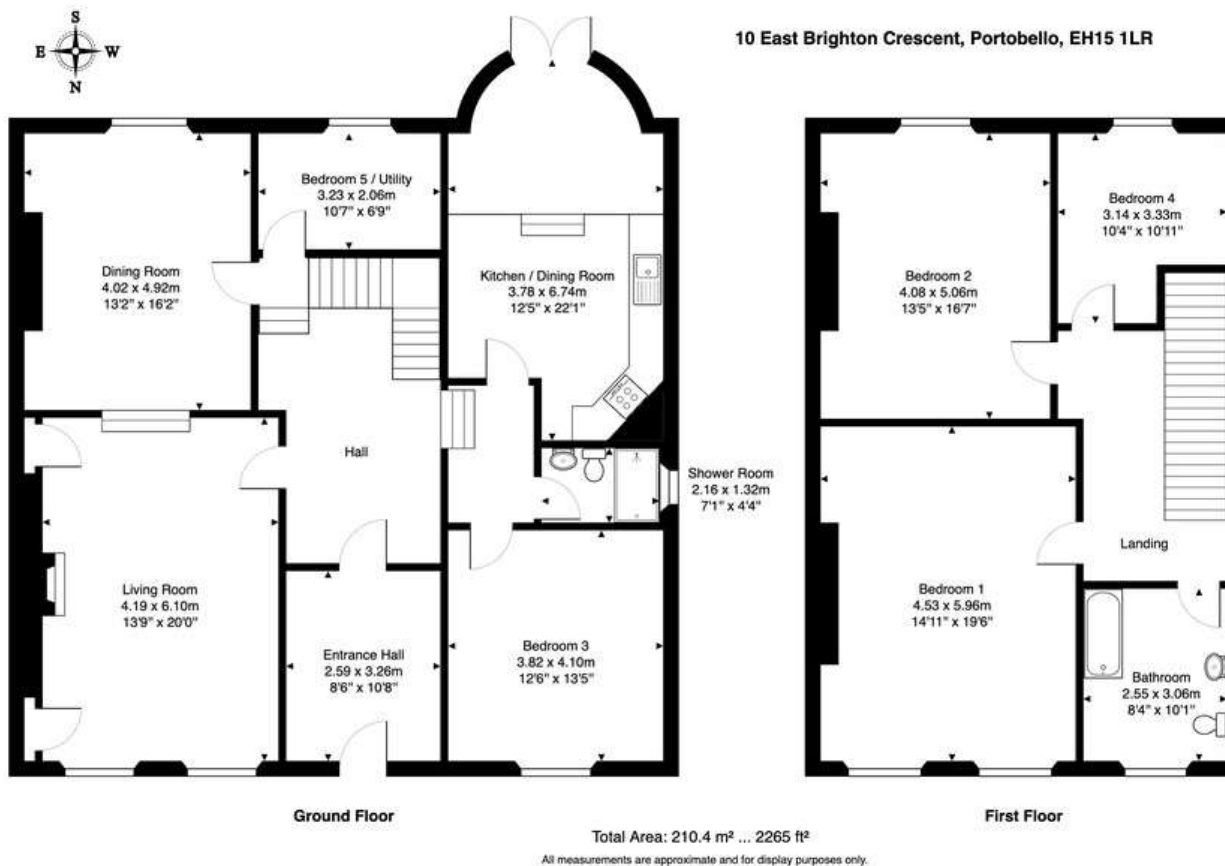 S
E W
N
10 East Brighton Crescent, Portobello, EH15 1LR
Bedroom 5 / Utility
3.23 x 2.06m
10'7" x 6'9"
Dining Room
4.02 x 4.92m
13'2" x 16'2"
Kitchen / Dining Room
3.78 x 6.74m
12'5" x 22'1"
Hall
Shower Room
2.16 x 1.32m
7'1" x 4'4"
Living Room
4.19 x 6.10m
13'9" x 20'0"
Entrance Hall
2.59 x 3.26m
8'6" x 10'8"
Bedroom 3
3.82 x 4.10m
12'6" x 13'5"
Ground Floor
Bedroom 4
3.14 x 3.33m
10'4" x 10'11"
Bedroom 2
4.08 x 5.06m
13'5" x 16'7"
Landing
Bedroom 1
4.53 x 5.96m
14'11" x 19'6"
Bathroom
2.55 x 3.06m
8'4" x 10'1"
First Floor
Total Area: 210.4 m² ... 2265 ft²
All measurements are approximate and for display purposes only.